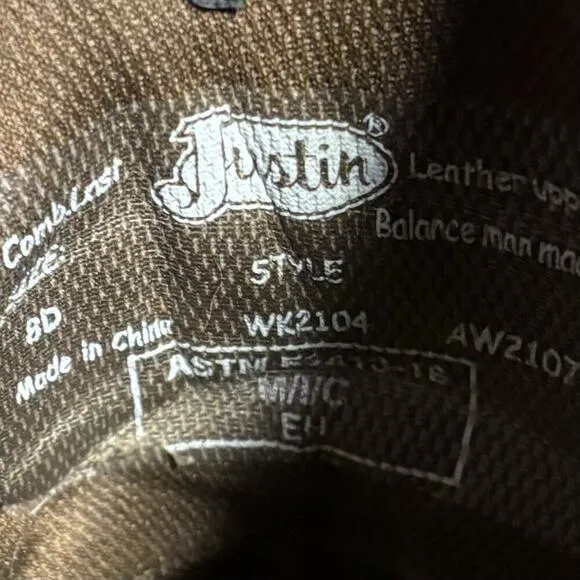 Justin®
Comb.Last
SIZE:
8D
Made in China
STYLE
WK2104
Leather upp
Balance man mad
AW2107
ASTM F2413-18
M/I/C
EH